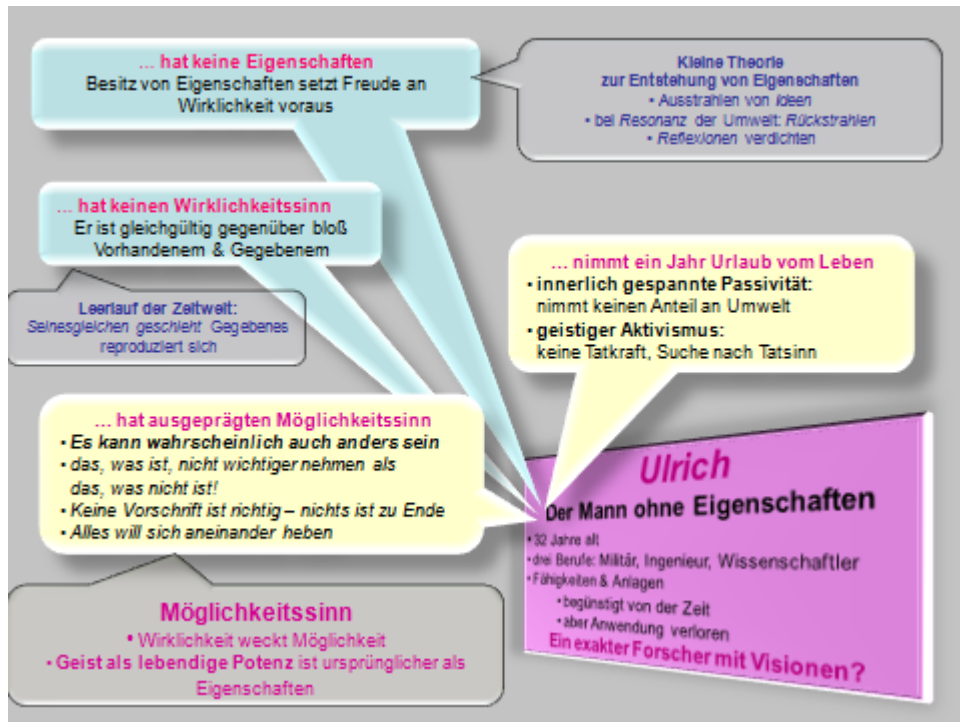 ... hat keine Eigenschaften
Besitz von Eigenschaften setzt Freude an
Wirklichkeit voraus
Kleine Theorie
zur Entstehung von Eigenschaften
• Ausstrahlen von Ideen
• bei Resonanz der Umwelt: Rückstrahlen
• Reflexionen verdichten
... hat keinen Wirklichkeitssinn
Er ist gleichgültig gegenüber bloß
Vorhandenem & Gegebenem
Leerlauf der Zeitwelt:
Seinesgleichen geschieht Gegebenes
reproduziert sich
... nimmt ein Jahr Urlaub vom Leben
• innerlich gespannte Passivität:
nimmt keinen Anteil an Umwelt
• geistiger Aktivismus:
keine Tatkraft, Suche nach Tatsinn
... hat ausgeprägten Möglichkeitssinn
• Es kann wahrscheinlich auch anders sein
• das, was ist, nicht wichtiger nehmen als
das, was nicht ist!
• Keine Vorschrift ist richtig – nichts ist zu Ende
• Alles will sich aneinander heben
Möglichkeitssinn
• Wirklichkeit weckt Möglichkeit
• Geist als lebendige Potenz ist ursprünglicher als
Eigenschaften
Ulrich
Der Mann ohne Eigenschaften
• 32 Jahre alt
• drei Berufe: Militär, Ingenieur, Wissenschaftler
• Fähigkeiten & Anlagen
• begünstigt von der Zeit
• aber Anwendung verloren
Ein exakter Forscher mit Visionen?